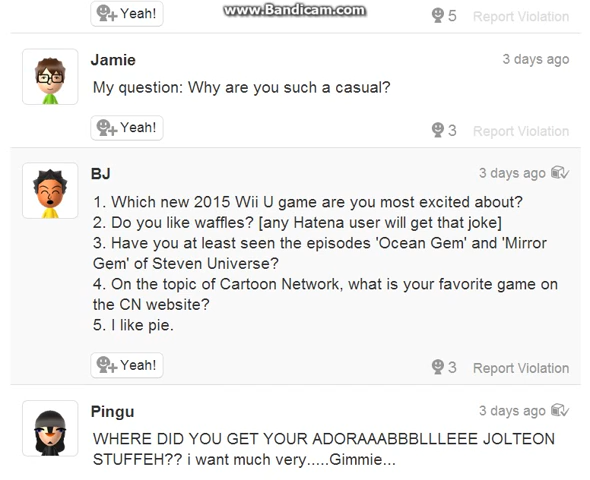 www.Bandicam.com
Yeah! 5 Report Violation
Jamie 3 days ago
My question: Why are you such a casual?
Yeah! 3 Report Violation
BJ 3 days ago
1. Which new 2015 Wii U game are you most excited about?
2. Do you like waffles? [any Hatena user will get that joke]
3. Have you at least seen the episodes 'Ocean Gem' and 'Mirror
Gem' of Steven Universe?
4. On the topic of Cartoon Network, what is your favorite game on
the CN website?
5. I like pie.
Yeah! 3 Report Violation
Pingu 3 days ago
WHERE DID YOU GET YOUR ADORAAABBBLLLEEE JOLTEON
STUFFEH?? i want much very.....Gimmie...